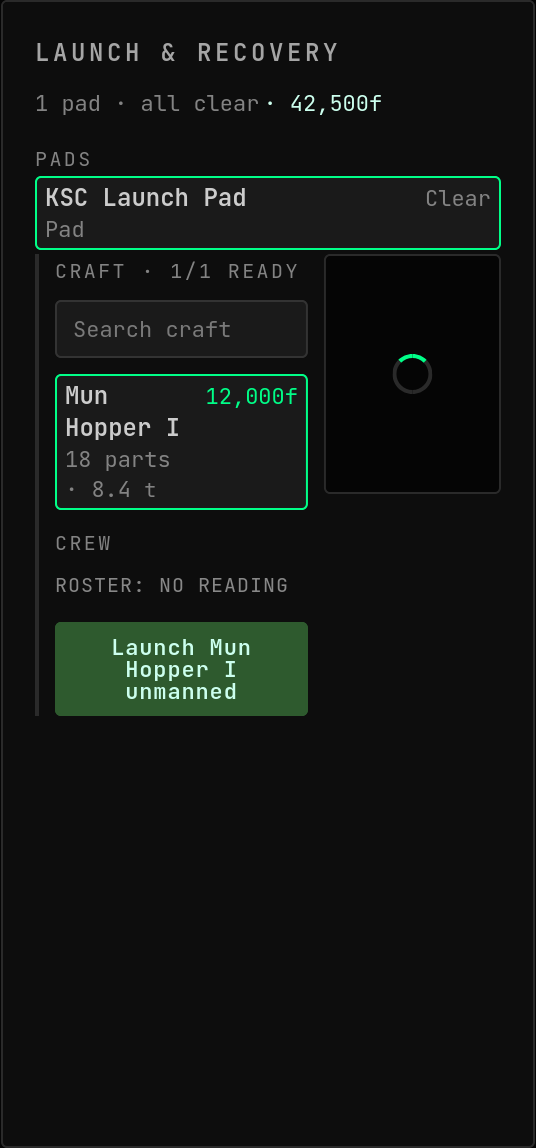 LAUNCH & RECOVERY
1 pad · all clear · 42,500f
PADS
KSC Launch Pad Clear
Pad
CRAFT · 1/1 READY
Search craft
Mun 12,000f
Hopper I
18 parts
· 8.4 t
CREW
ROSTER: NO READING
Launch Mun
Hopper I
unmanned